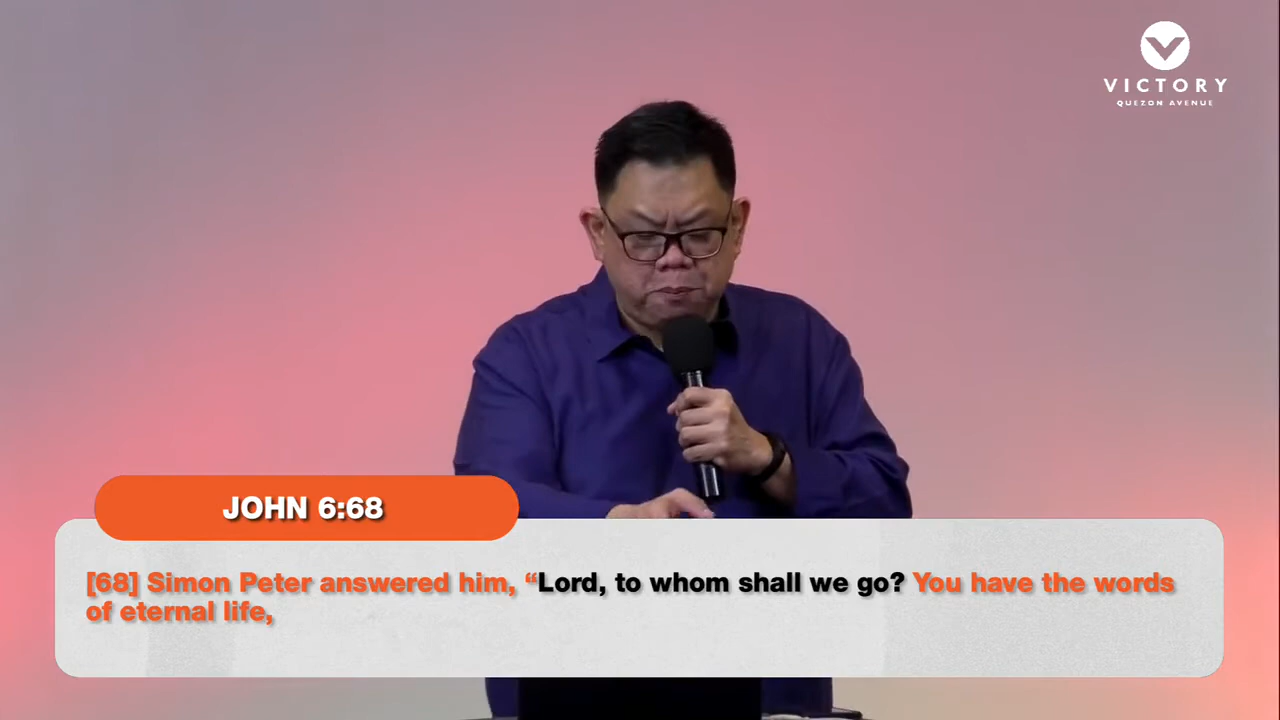 VICTORY
QUEZON AVENUE
JOHN 6:68
[68] Simon Peter answered him, “Lord, to whom shall we go? You have the words
of eternal life,